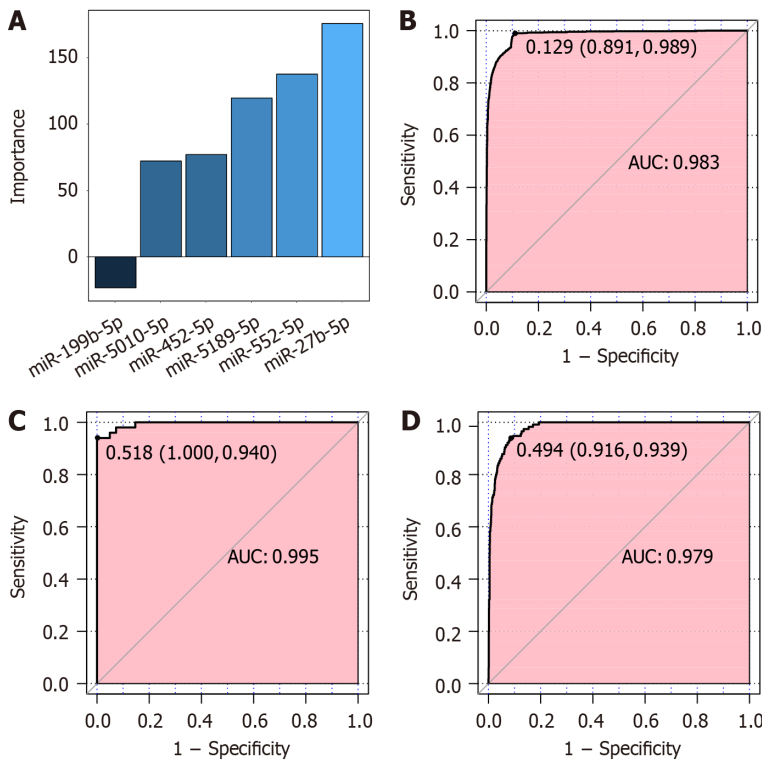 A
Importance
150
100
50
0
miR-199b-5p
miR-5010-5p
miR-452-5p
miR-5189-5p
miR-552-5p
miR-27b-5p
B
Sensitivity
1.0
0.8
0.6
0.4
0.2
0.0
0.129 (0.891, 0.989)
AUC: 0.983
0.0 0.2 0.4 0.6 0.8 1.0
1 – Specificity
C
Sensitivity
1.0
0.8
0.6
0.4
0.2
0.0
0.518 (1.000, 0.940)
AUC: 0.995
0.0 0.2 0.4 0.6 0.8 1.0
1 – Specificity
D
Sensitivity
1.0
0.8
0.6
0.4
0.2
0.0
0.494 (0.916, 0.939)
AUC: 0.979
0.0 0.2 0.4 0.6 0.8 1.0
1 – Specificity